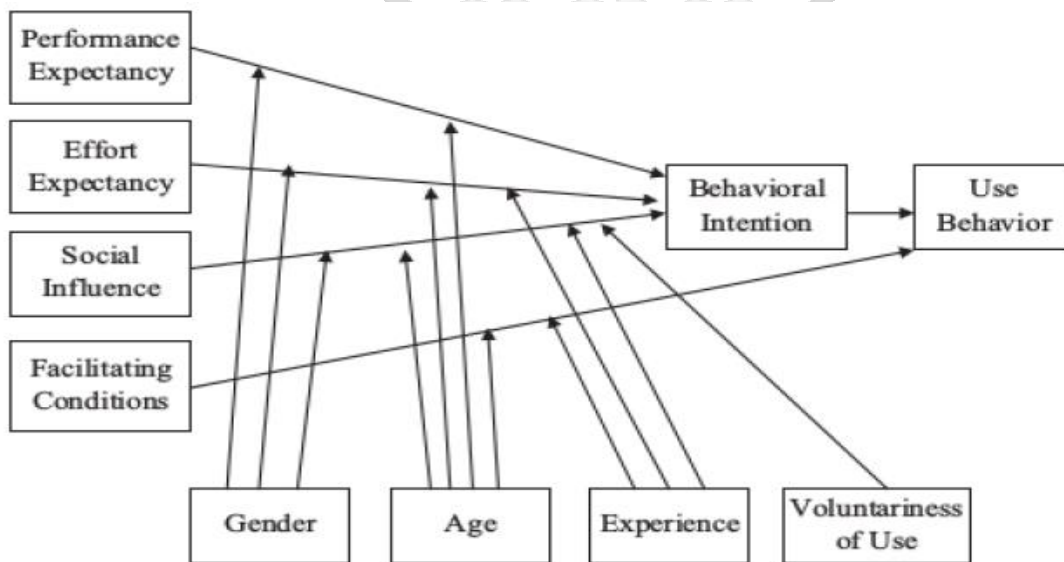 Performance
Expectancy
Effort
Expectancy
Social
Influence
Facilitating
Conditions
Behavioral
Intention
Use
Behavior
Gender
Age
Experience
Voluntariness
of Use